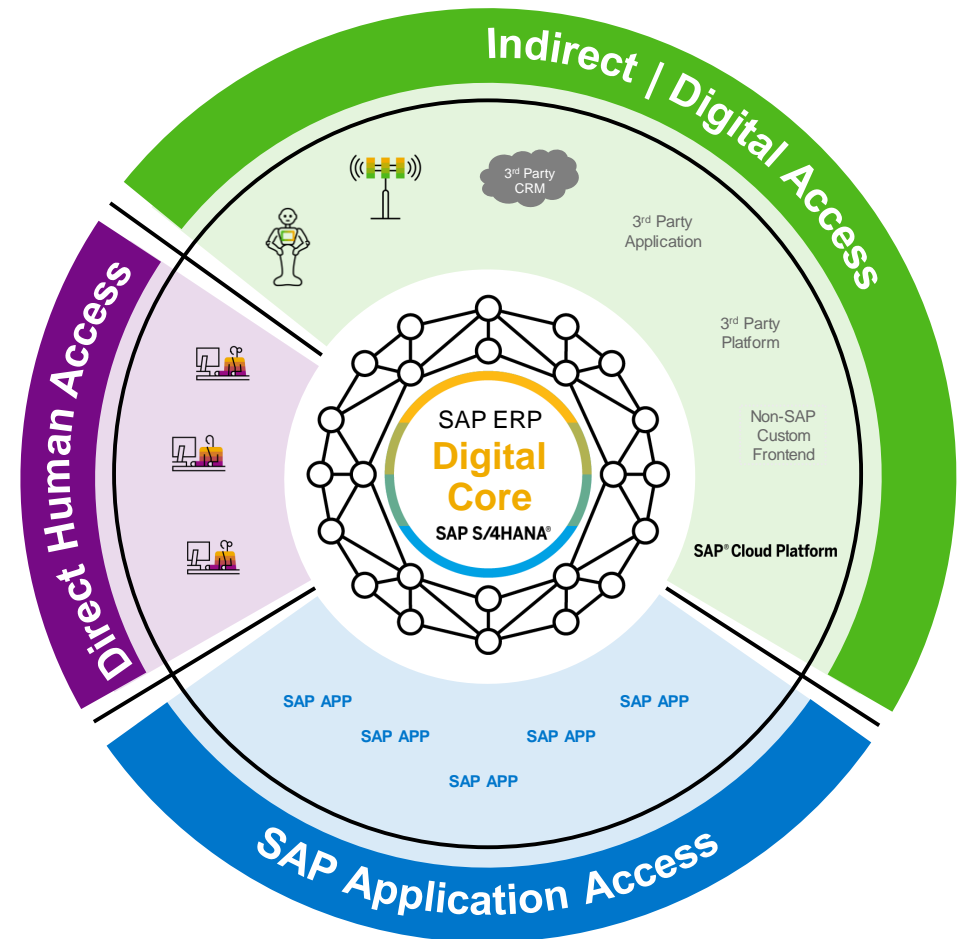 Indirect | Digital Access
3rd Party
CRM
3rd Party
Application
3rd Party
Platform
Non-SAP
Custom
Frontend
SAP® Cloud Platform
Direct Human Access
SAP ERP
Digital
Core
SAP S/4HANA®
SAP APP
SAP APP
SAP APP
SAP APP
SAP APP
SAP Application Access